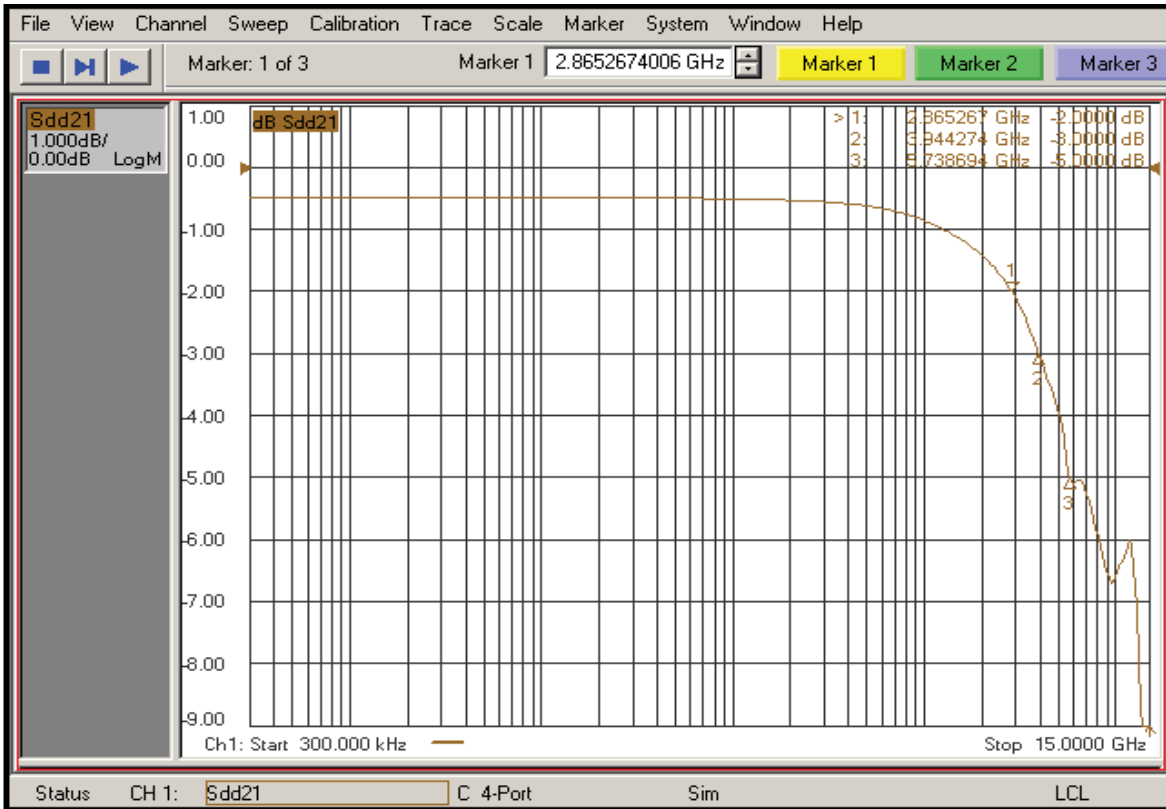 File View Channel Sweep Calibration Trace Scale Marker System Window Help
Marker: 1 of 3 Marker 1 2.8652674006 GHz Marker 1 Marker 2 Marker 3
Sdd21
1.000dB/
0.00dB LogM
dB Sdd21
> 1: 2.865267 GHz -2.0000 dB
2: 3.944274 GHz -3.0000 dB
3: 5.738694 GHz -5.0000 dB
1.00
0.00
-1.00
-2.00
-3.00
-4.00
-5.00
-6.00
-7.00
-8.00
-9.00
1
2
3
Ch1: Start 300.000 kHz Stop 15.0000 GHz
Status CH 1: Sdd21 C 4-Port Sim LCL